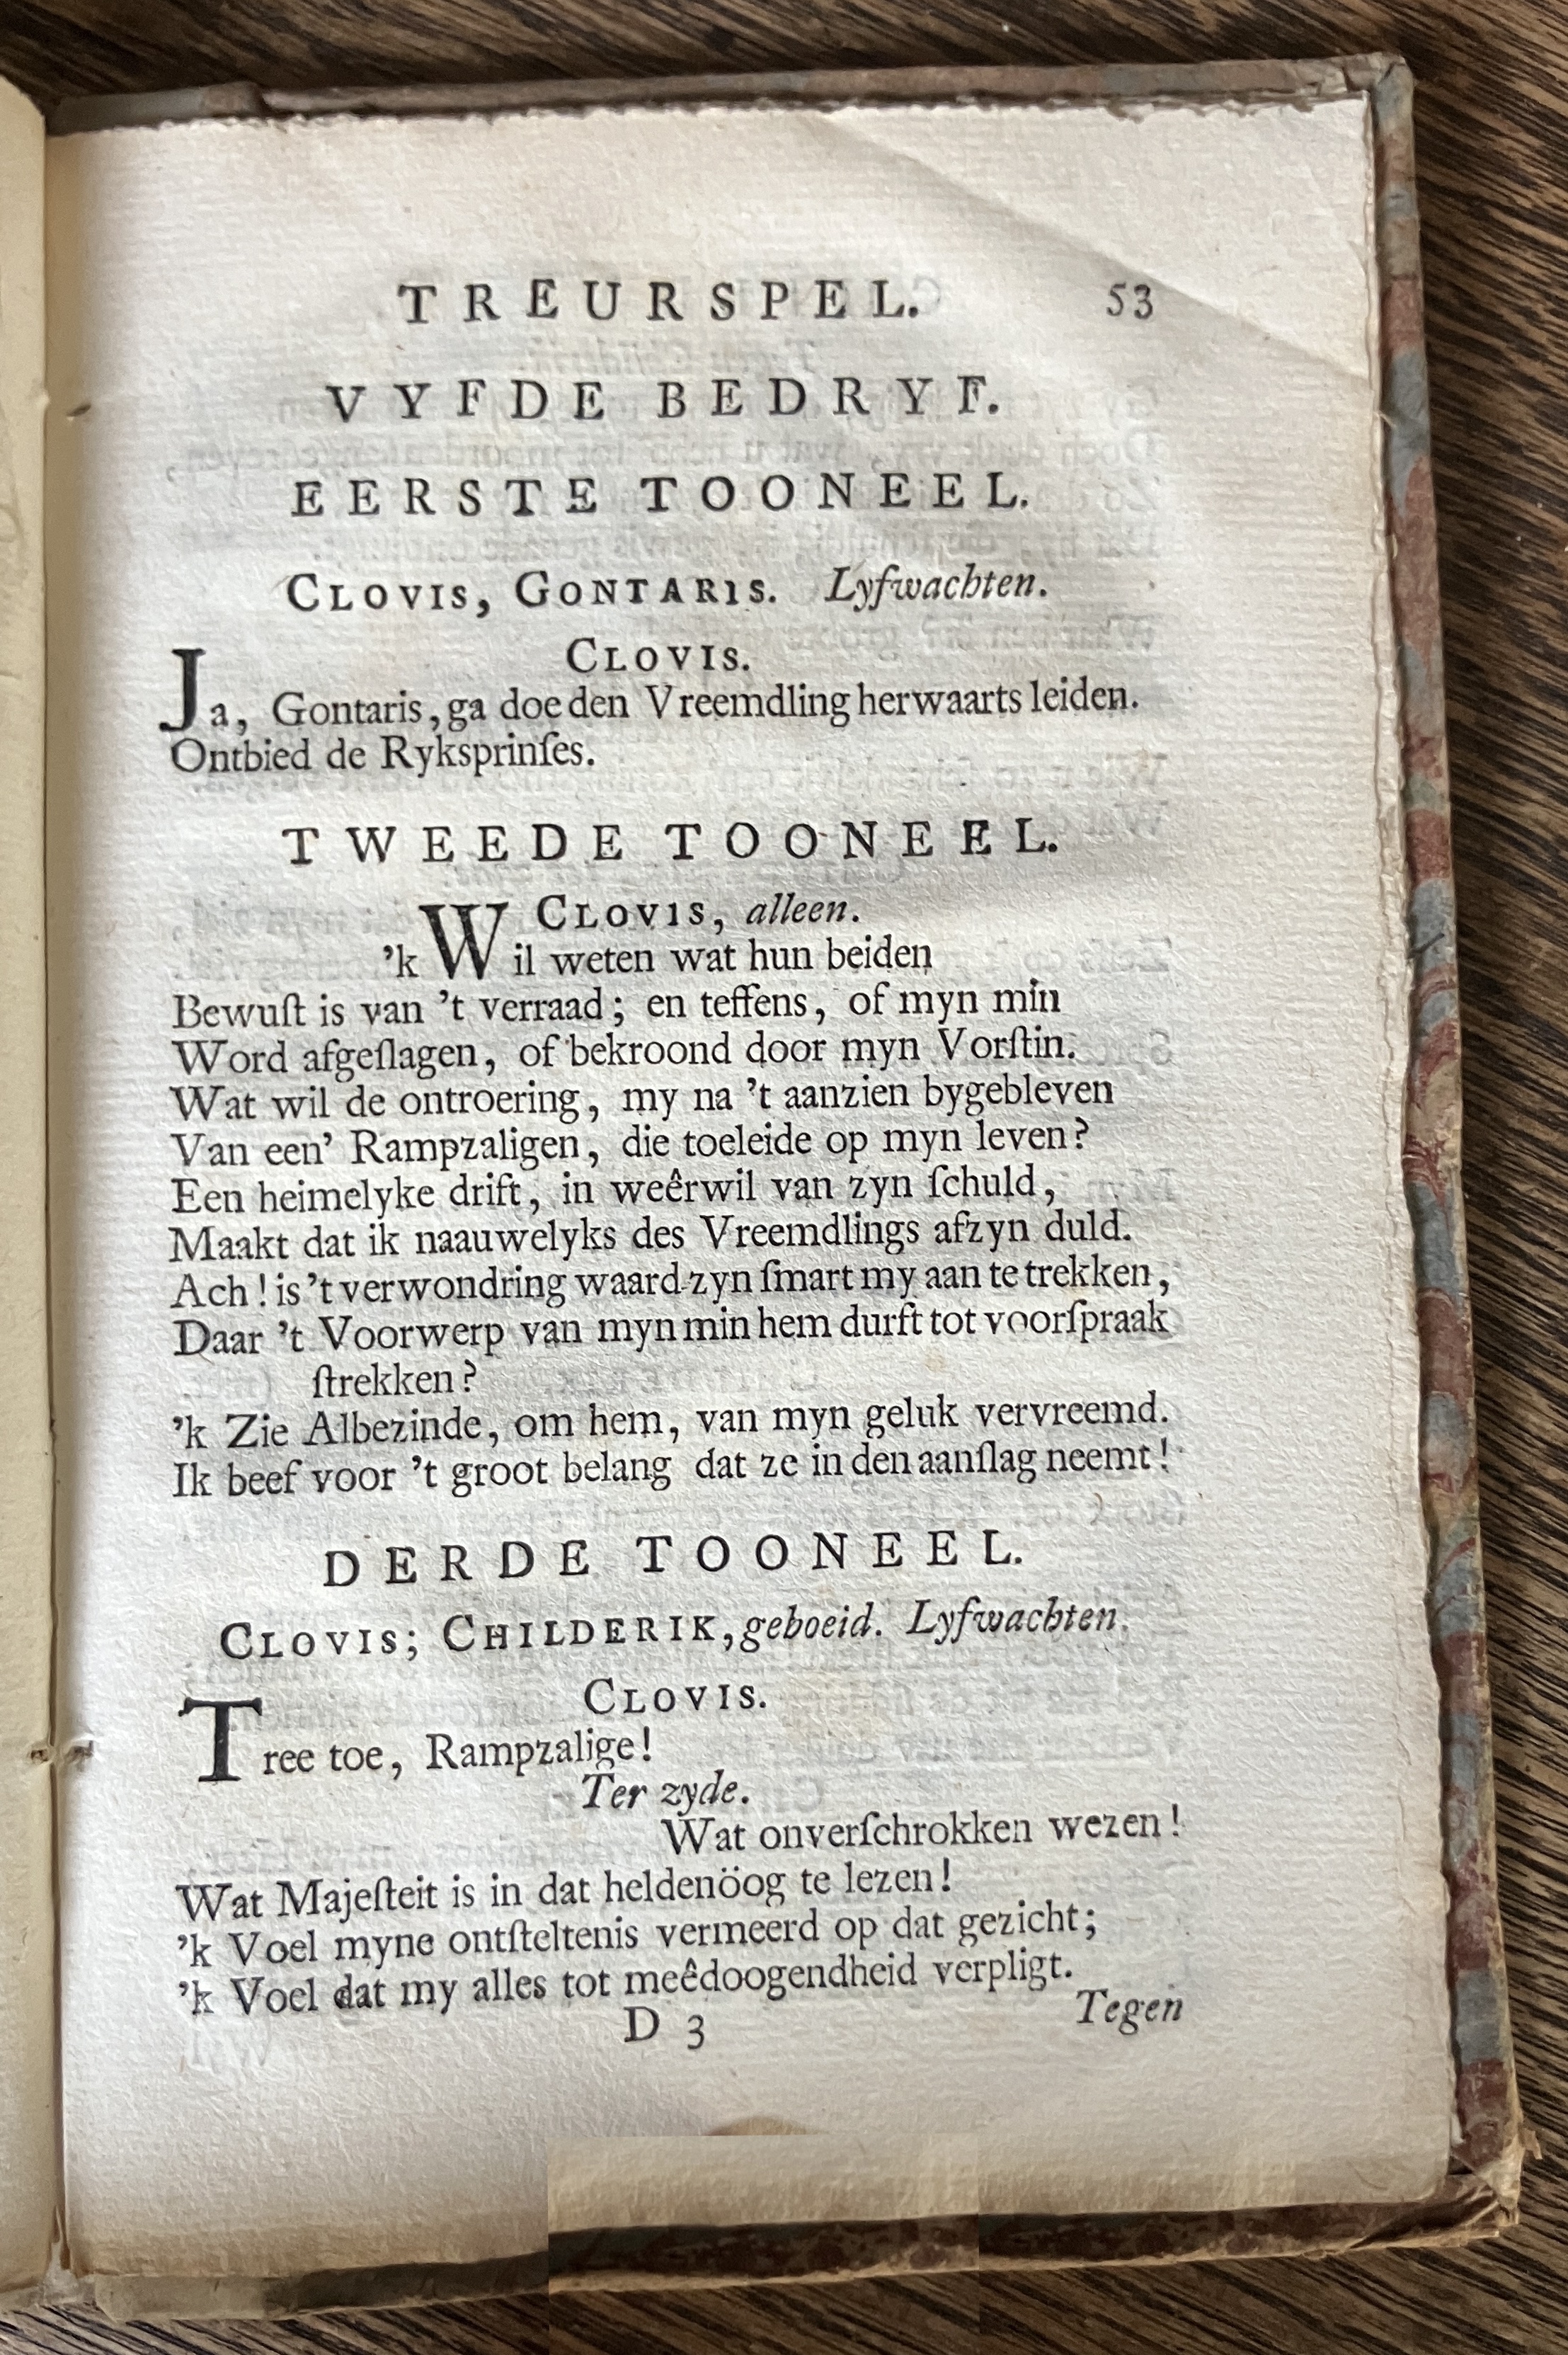 TREURSPEL. 53
VYFDE BEDRYF.
EERSTE TOONEEL.
CLOVIS, GONTARIS. Lyfwachten.
CLOVIS.
Ja, Gontaris, ga doe den Vreemdling herwaarts leiden.
Ontbied de Ryksprinſes.
TWEEDE TOONEEL.
CLOVIS, alleen.
'k Wil weten wat hun beiden
Bewuſt is van 't verraad; en teffens, of myn min
Word afgeſlagen, of bekroond door myn Vorſtin.
Wat wil de ontroering, my na 't aanzien bygebleven
Van een' Rampzaligen, die toeleide op myn leven?
Een heimelyke drift, in weêrwil van zyn ſchuld,
Maakt dat ik naauwelyks des Vreemdlings afzyn duld.
Ach! is 't verwondring waard zyn ſmart my aan te trekken,
Daar 't Voorwerp van myn min hem durft tot voorſpraak
ſtrekken?
'k Zie Albezinde, om hem, van myn geluk vervreemd.
Ik beef voor 't groot belang dat ze in den aanſlag neemt!
DERDE TOONEEL.
CLOVIS; CHILDERIK, geboeid. Lyfwachten.
CLOVIS.
Tree toe, Rampzalige!
Ter zyde.
Wat onverſchrokken wezen!
Wat Majeſteit is in dat heldenöog te lezen!
'k Voel myne ontſteltenis vermeerd op dat gezicht;
'k Voel dat my alles tot meêdoogendheid verpligt.
D 3 Tegen